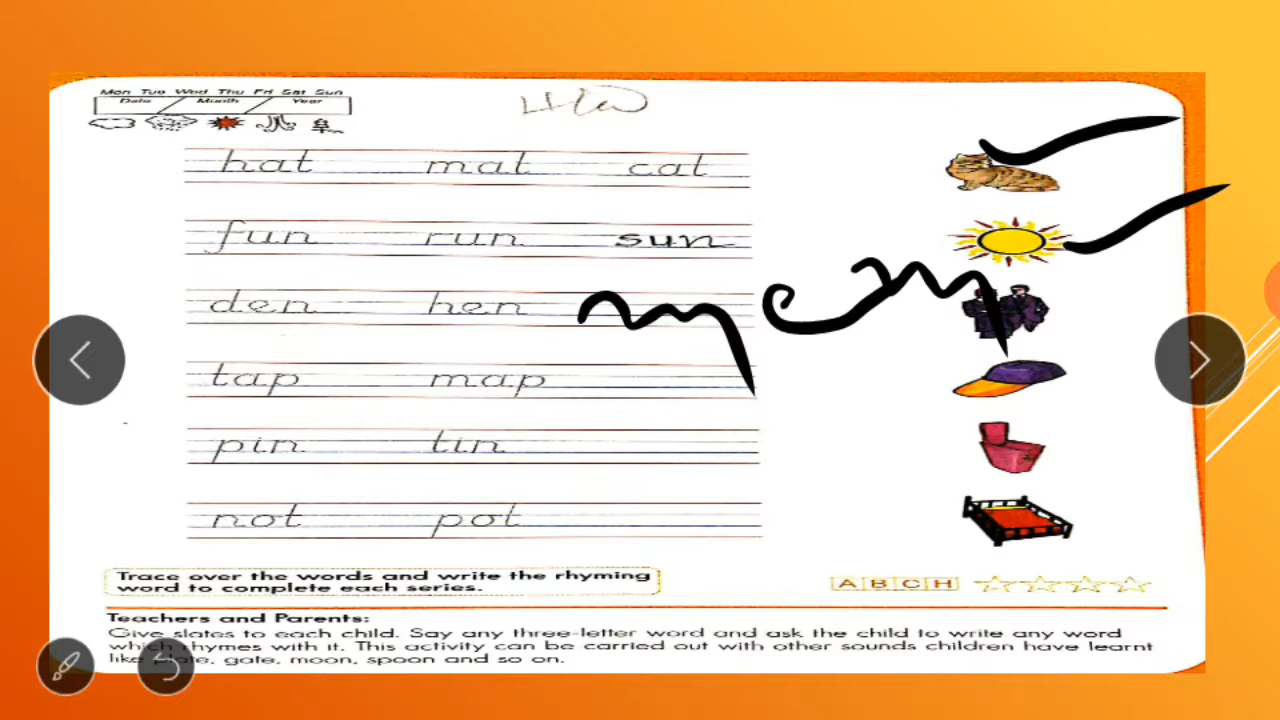 Mon Tue Wed Thu Fri Sat Sun
Date Month Year
H/W
hat mat cat
fun run sun
den hen men
tap map
pin tin
not pot
Trace over the words and write the rhyming
word to complete each series.
A B C H
Teachers and Parents:
Give slates to each child. Say any three-letter word and ask the child to write any word
which rhymes with it. This activity can be carried out with other sounds children have learnt
like plate, gate, moon, spoon and so on.